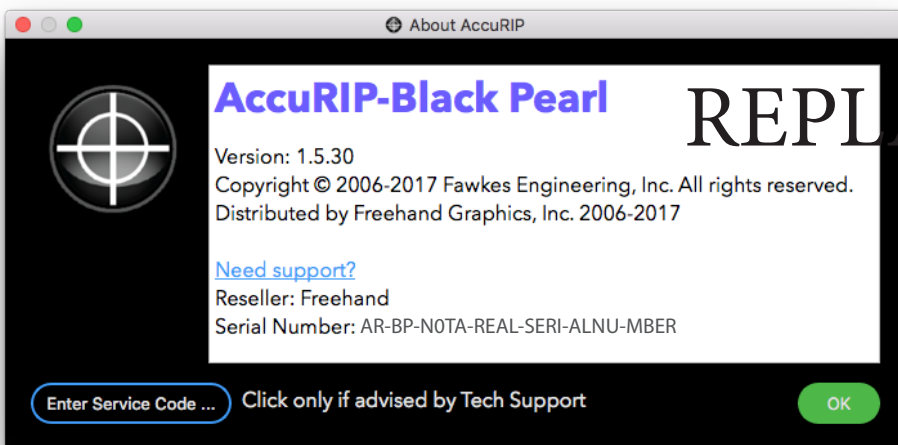 About AccuRIP
AccuRIP-Black Pearl
REPL
Version: 1.5.30
Copyright © 2006-2017 Fawkes Engineering, Inc. All rights reserved.
Distributed by Freehand Graphics, Inc. 2006-2017
Need support?
Reseller: Freehand
Serial Number: AR-BP-N0TA-REAL-SERI-ALNU-MBER
Enter Service Code ...
Click only if advised by Tech Support
OK